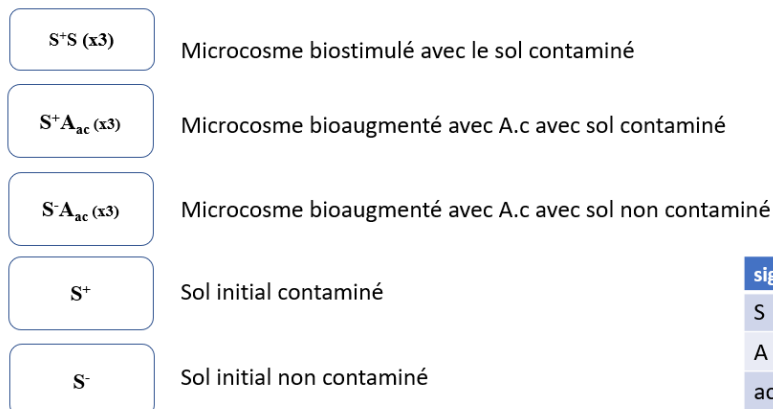 S⁺S (x3) Microcosme biostimulé avec le sol contaminé
S⁺Aac (x3) Microcosme bioaugmenté avec A.c avec sol contaminé
S⁻Aac (x3) Microcosme bioaugmenté avec A.c avec sol non contaminé
S⁺ Sol initial contaminé
S⁻ Sol initial non contaminé
S
A